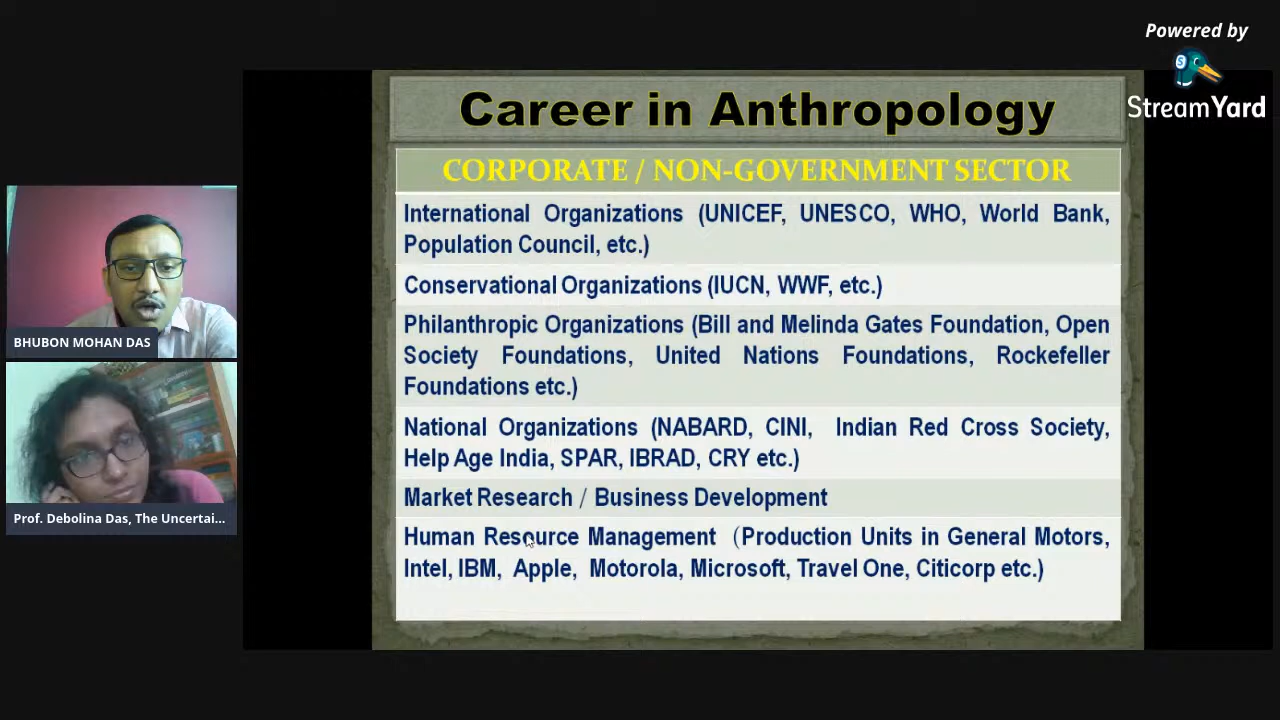 Powered by
StreamYard
Career in Anthropology
CORPORATE / NON-GOVERNMENT SECTOR
International Organizations (UNICEF, UNESCO, WHO, World Bank,
Population Council, etc.)
Conservational Organizations (IUCN, WWF, etc.)
Philanthropic Organizations (Bill and Melinda Gates Foundation, Open
Society Foundations, United Nations Foundations, Rockefeller
Foundations etc.)
National Organizations (NABARD, CINI, Indian Red Cross Society,
Help Age India, SPAR, IBRAD, CRY etc.)
Market Research / Business Development
Human Resource Management (Production Units in General Motors,
Intel, IBM, Apple, Motorola, Microsoft, Travel One, Citicorp etc.)
BHUBON MOHAN DAS
Prof. Debolina Das, The Uncertai...